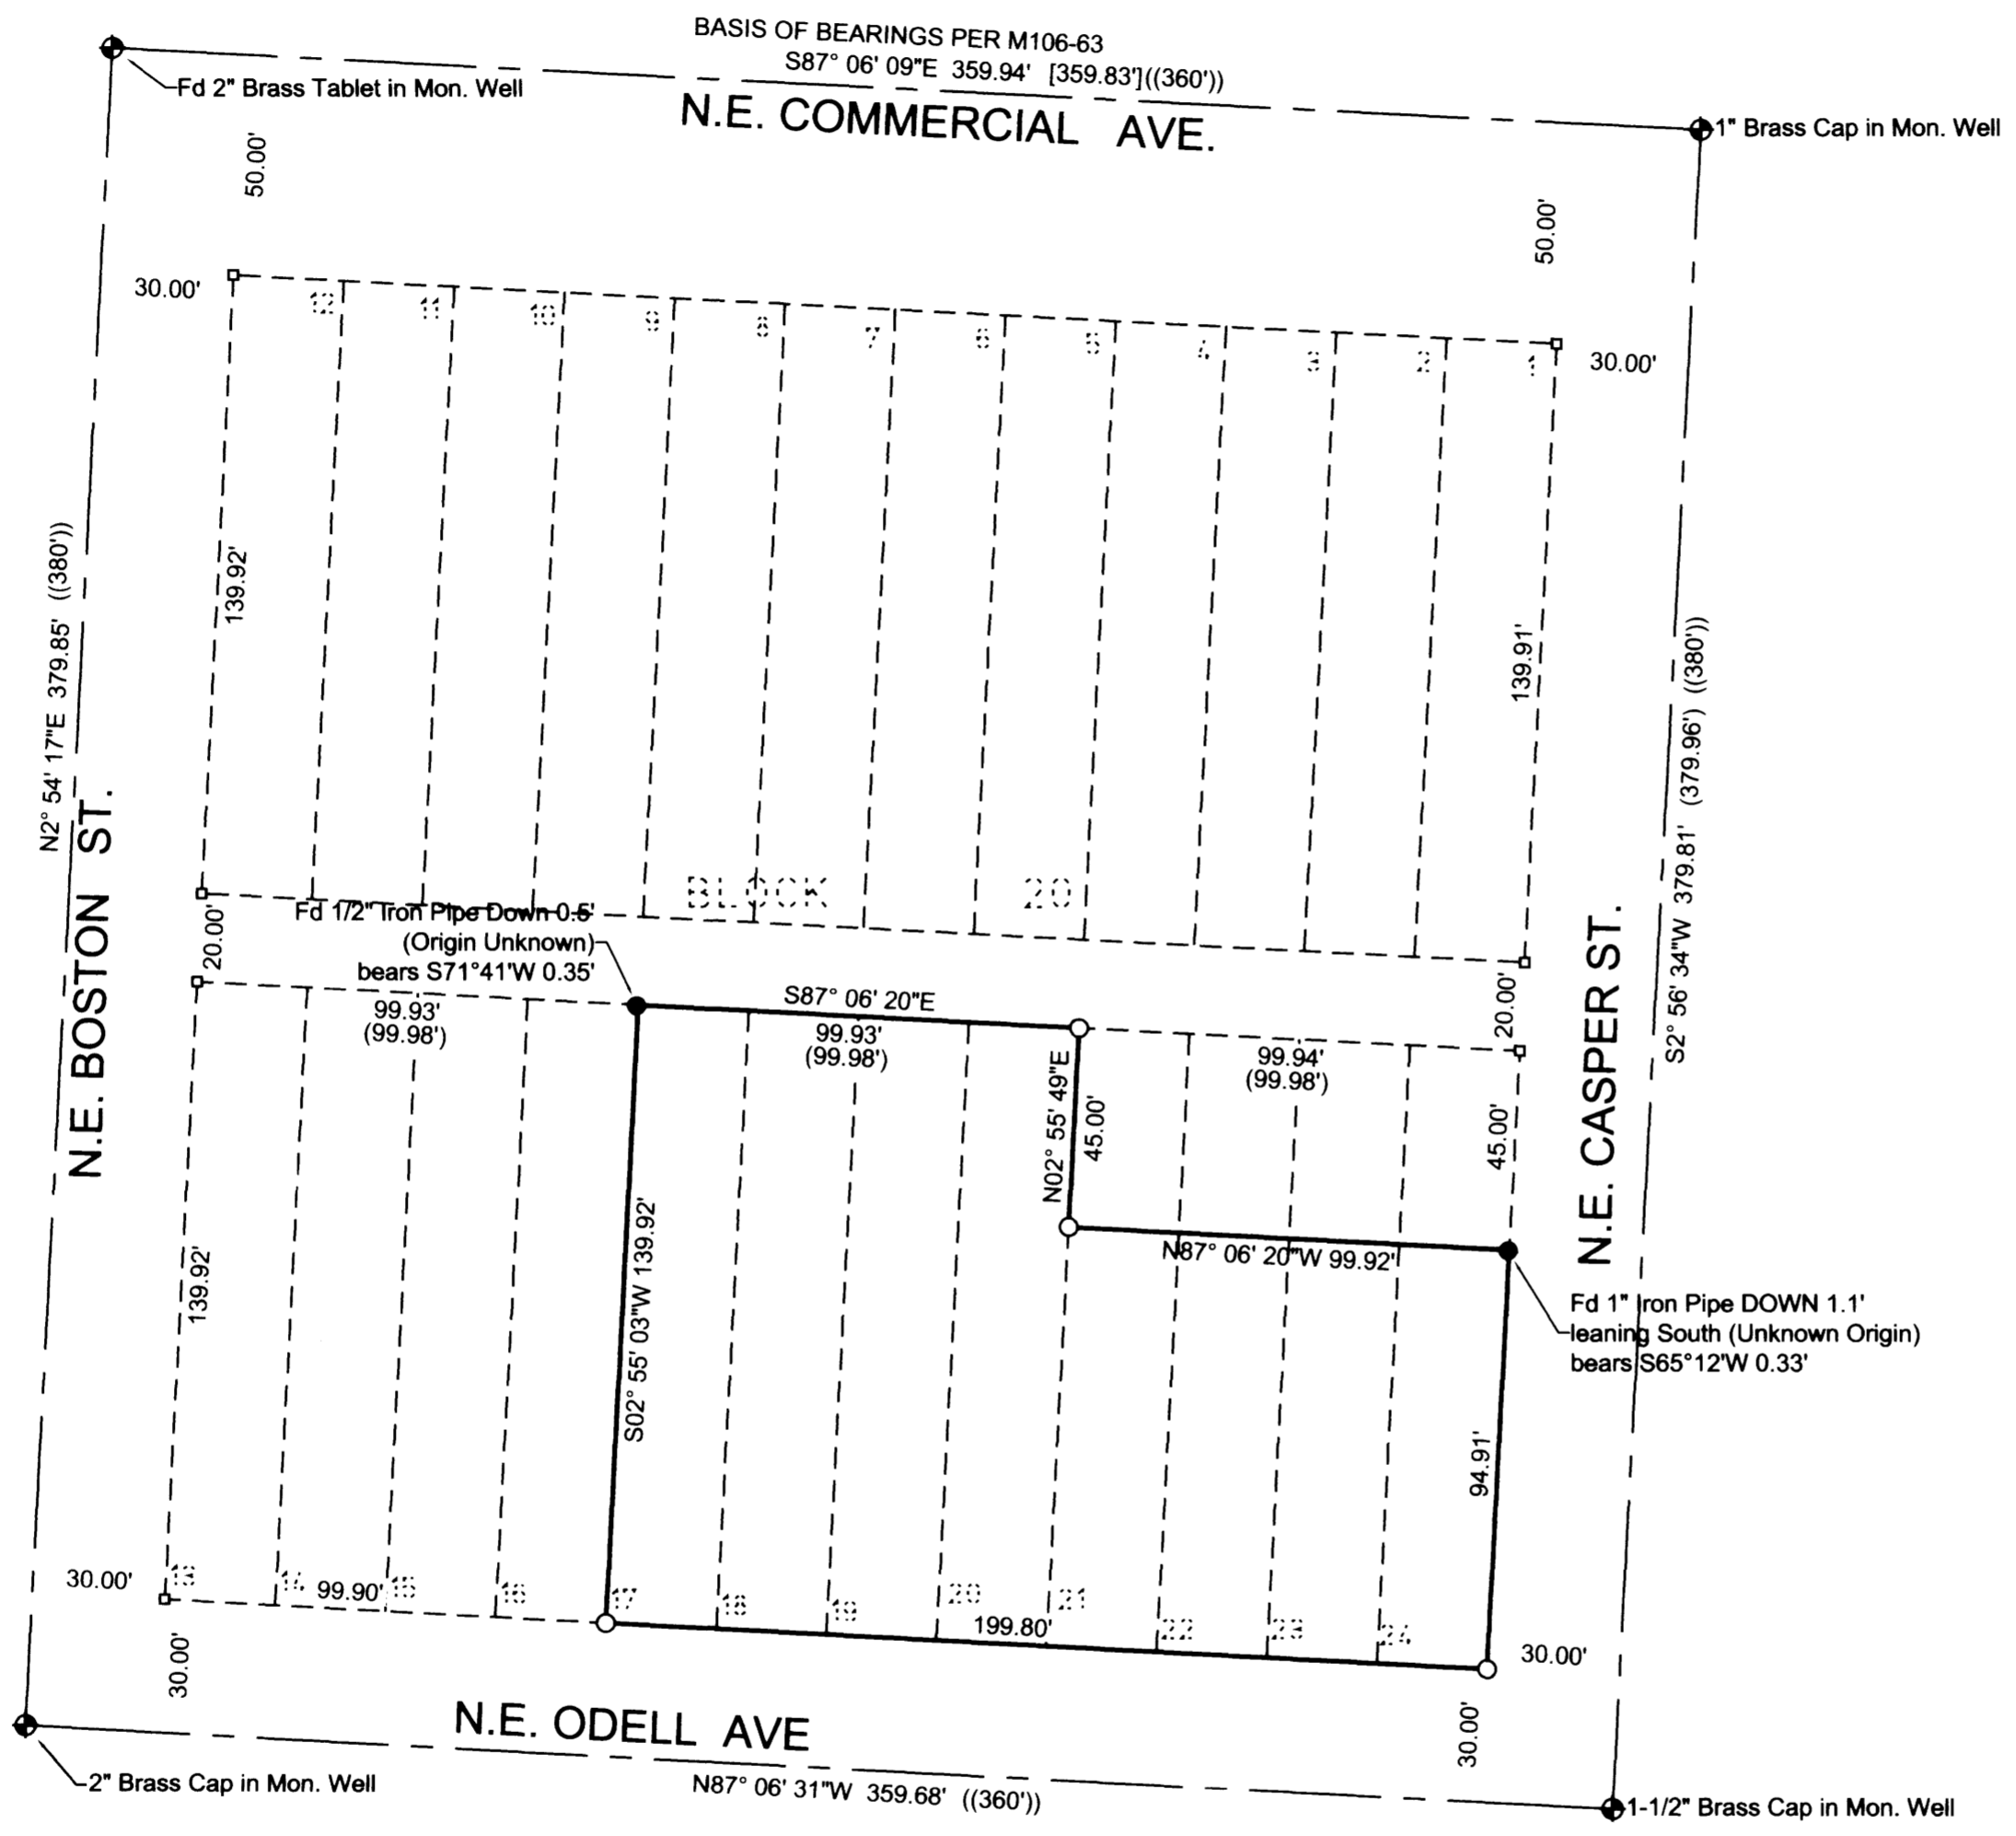 BASIS OF BEARINGS PER M106-63
S87° 06' 09"E 359.94' [359.83']((360'))
N.E. COMMERCIAL AVE.
Fd 2" Brass Tablet in Mon. Well
1" Brass Cap in Mon. Well
50.00'
50.00'
30.00'
30.00'
12
11
10
9
8
7
6
5
4
3
2
1
139.92'
139.91'
N2° 54' 17"E 379.85' ((380'))
N.E. BOSTON ST.
S2° 56' 34"W 379.81' (379.96') ((380'))
N.E. CASPER ST.
BLOCK 20
Fd 1/2" Iron Pipe Down 0.5'
(Origin Unknown)
bears S71°41'W 0.35'
20.00'
20.00'
S87° 06' 20"E
99.93'
(99.98')
99.93'
(99.98')
99.94'
(99.98')
N02° 55' 49"E
45.00'
45.00'
N87° 06' 20"W 99.92'
139.92'
S02° 55' 03"W 139.92'
Fd 1" Iron Pipe DOWN 1.1'
leaning South (Unknown Origin)
bears S65°12'W 0.33'
94.91'
30.00'
13
14
99.90'
15
16
17
18
19
20
199.80'
21
22
23
24
30.00'
30.00'
30.00'
N.E. ODELL AVE
N87° 06' 31"W 359.68' ((360'))
2" Brass Cap in Mon. Well
1-1/2" Brass Cap in Mon. Well